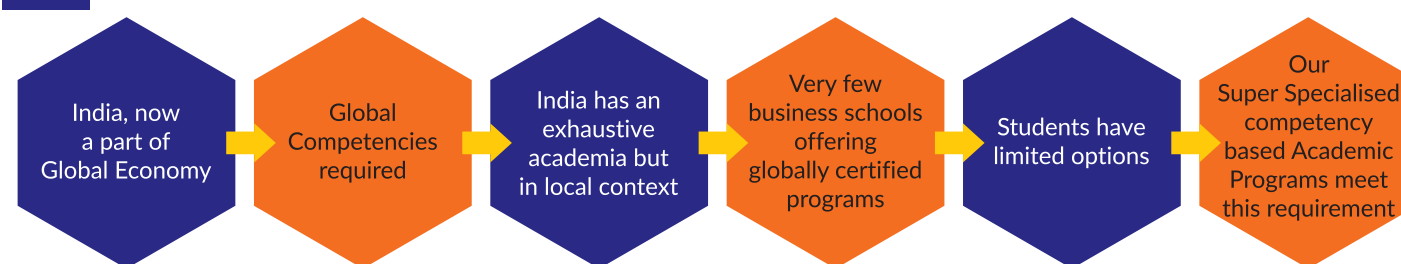 India, now
a part of
Global Economy
Global
Competencies
required
India has an
exhaustive
academia but
in local context
Very few
business schools
offering
globally certified
programs
Students have
limited options
Our
Super Specialised
competency
based Academic
Programs meet
this requirement